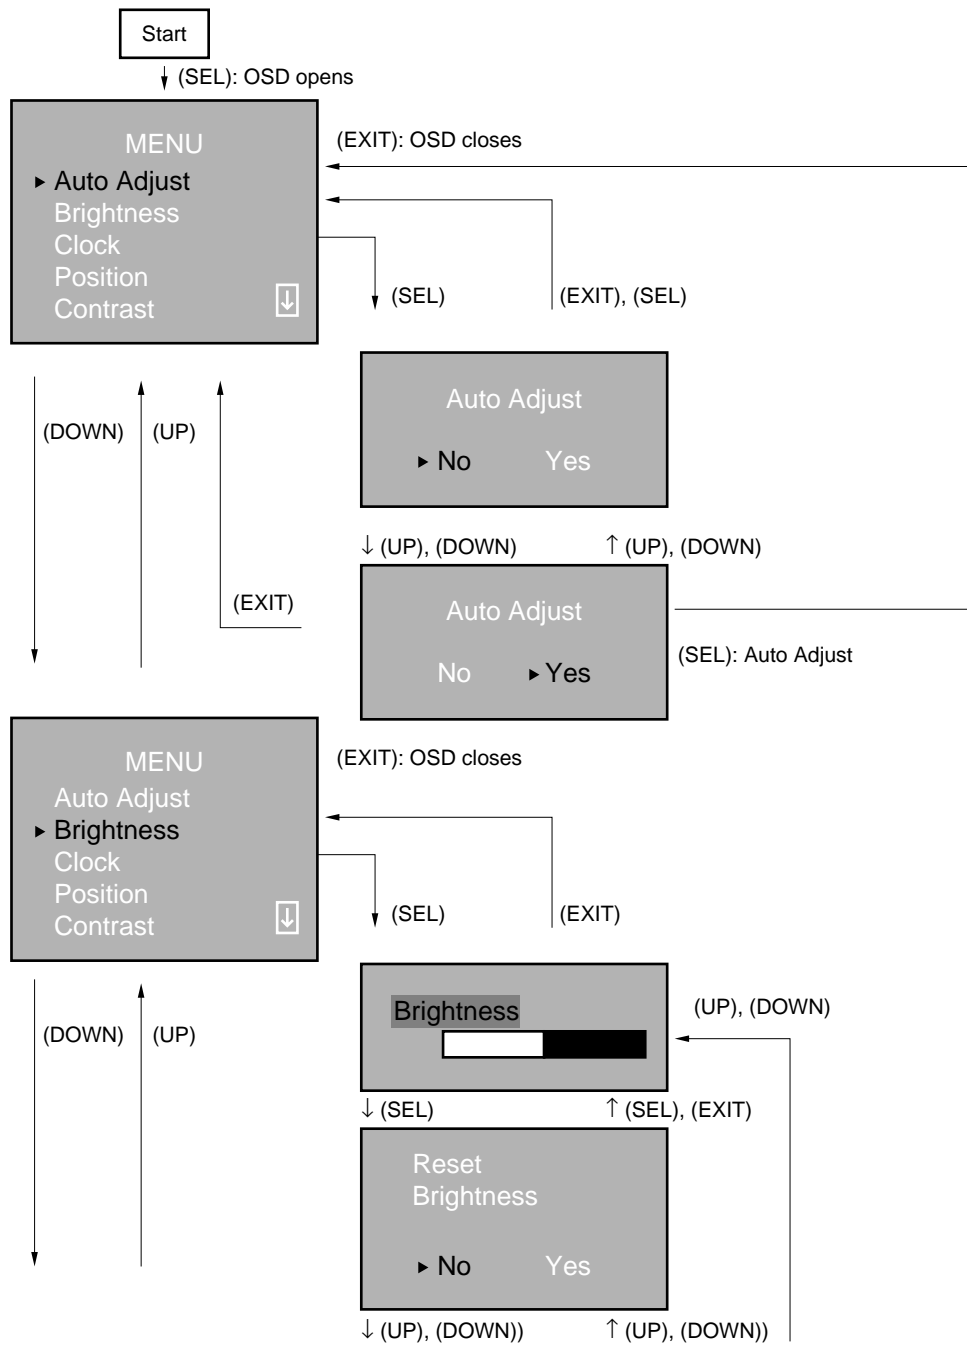 Start
↓ (SEL): OSD opens
MENU
(EXIT): OSD closes
▸ Auto Adjust
Brightness
Clock
Position
Contrast
↓
(SEL)
(EXIT), (SEL)
Auto Adjust
▸ No Yes
(DOWN)
(UP)
↓ (UP), (DOWN) ↑ (UP), (DOWN)
(EXIT)
Auto Adjust
No ▸ Yes
(SEL): Auto Adjust
MENU
(EXIT): OSD closes
Auto Adjust
▸ Brightness
Clock
Position
Contrast
↓
(SEL)
(EXIT)
Brightness
(UP), (DOWN)
(DOWN)
(UP)
↓ (SEL) ↑ (SEL), (EXIT)
Reset
Brightness
▸ No Yes
↓ (UP), (DOWN)) ↑ (UP), (DOWN))